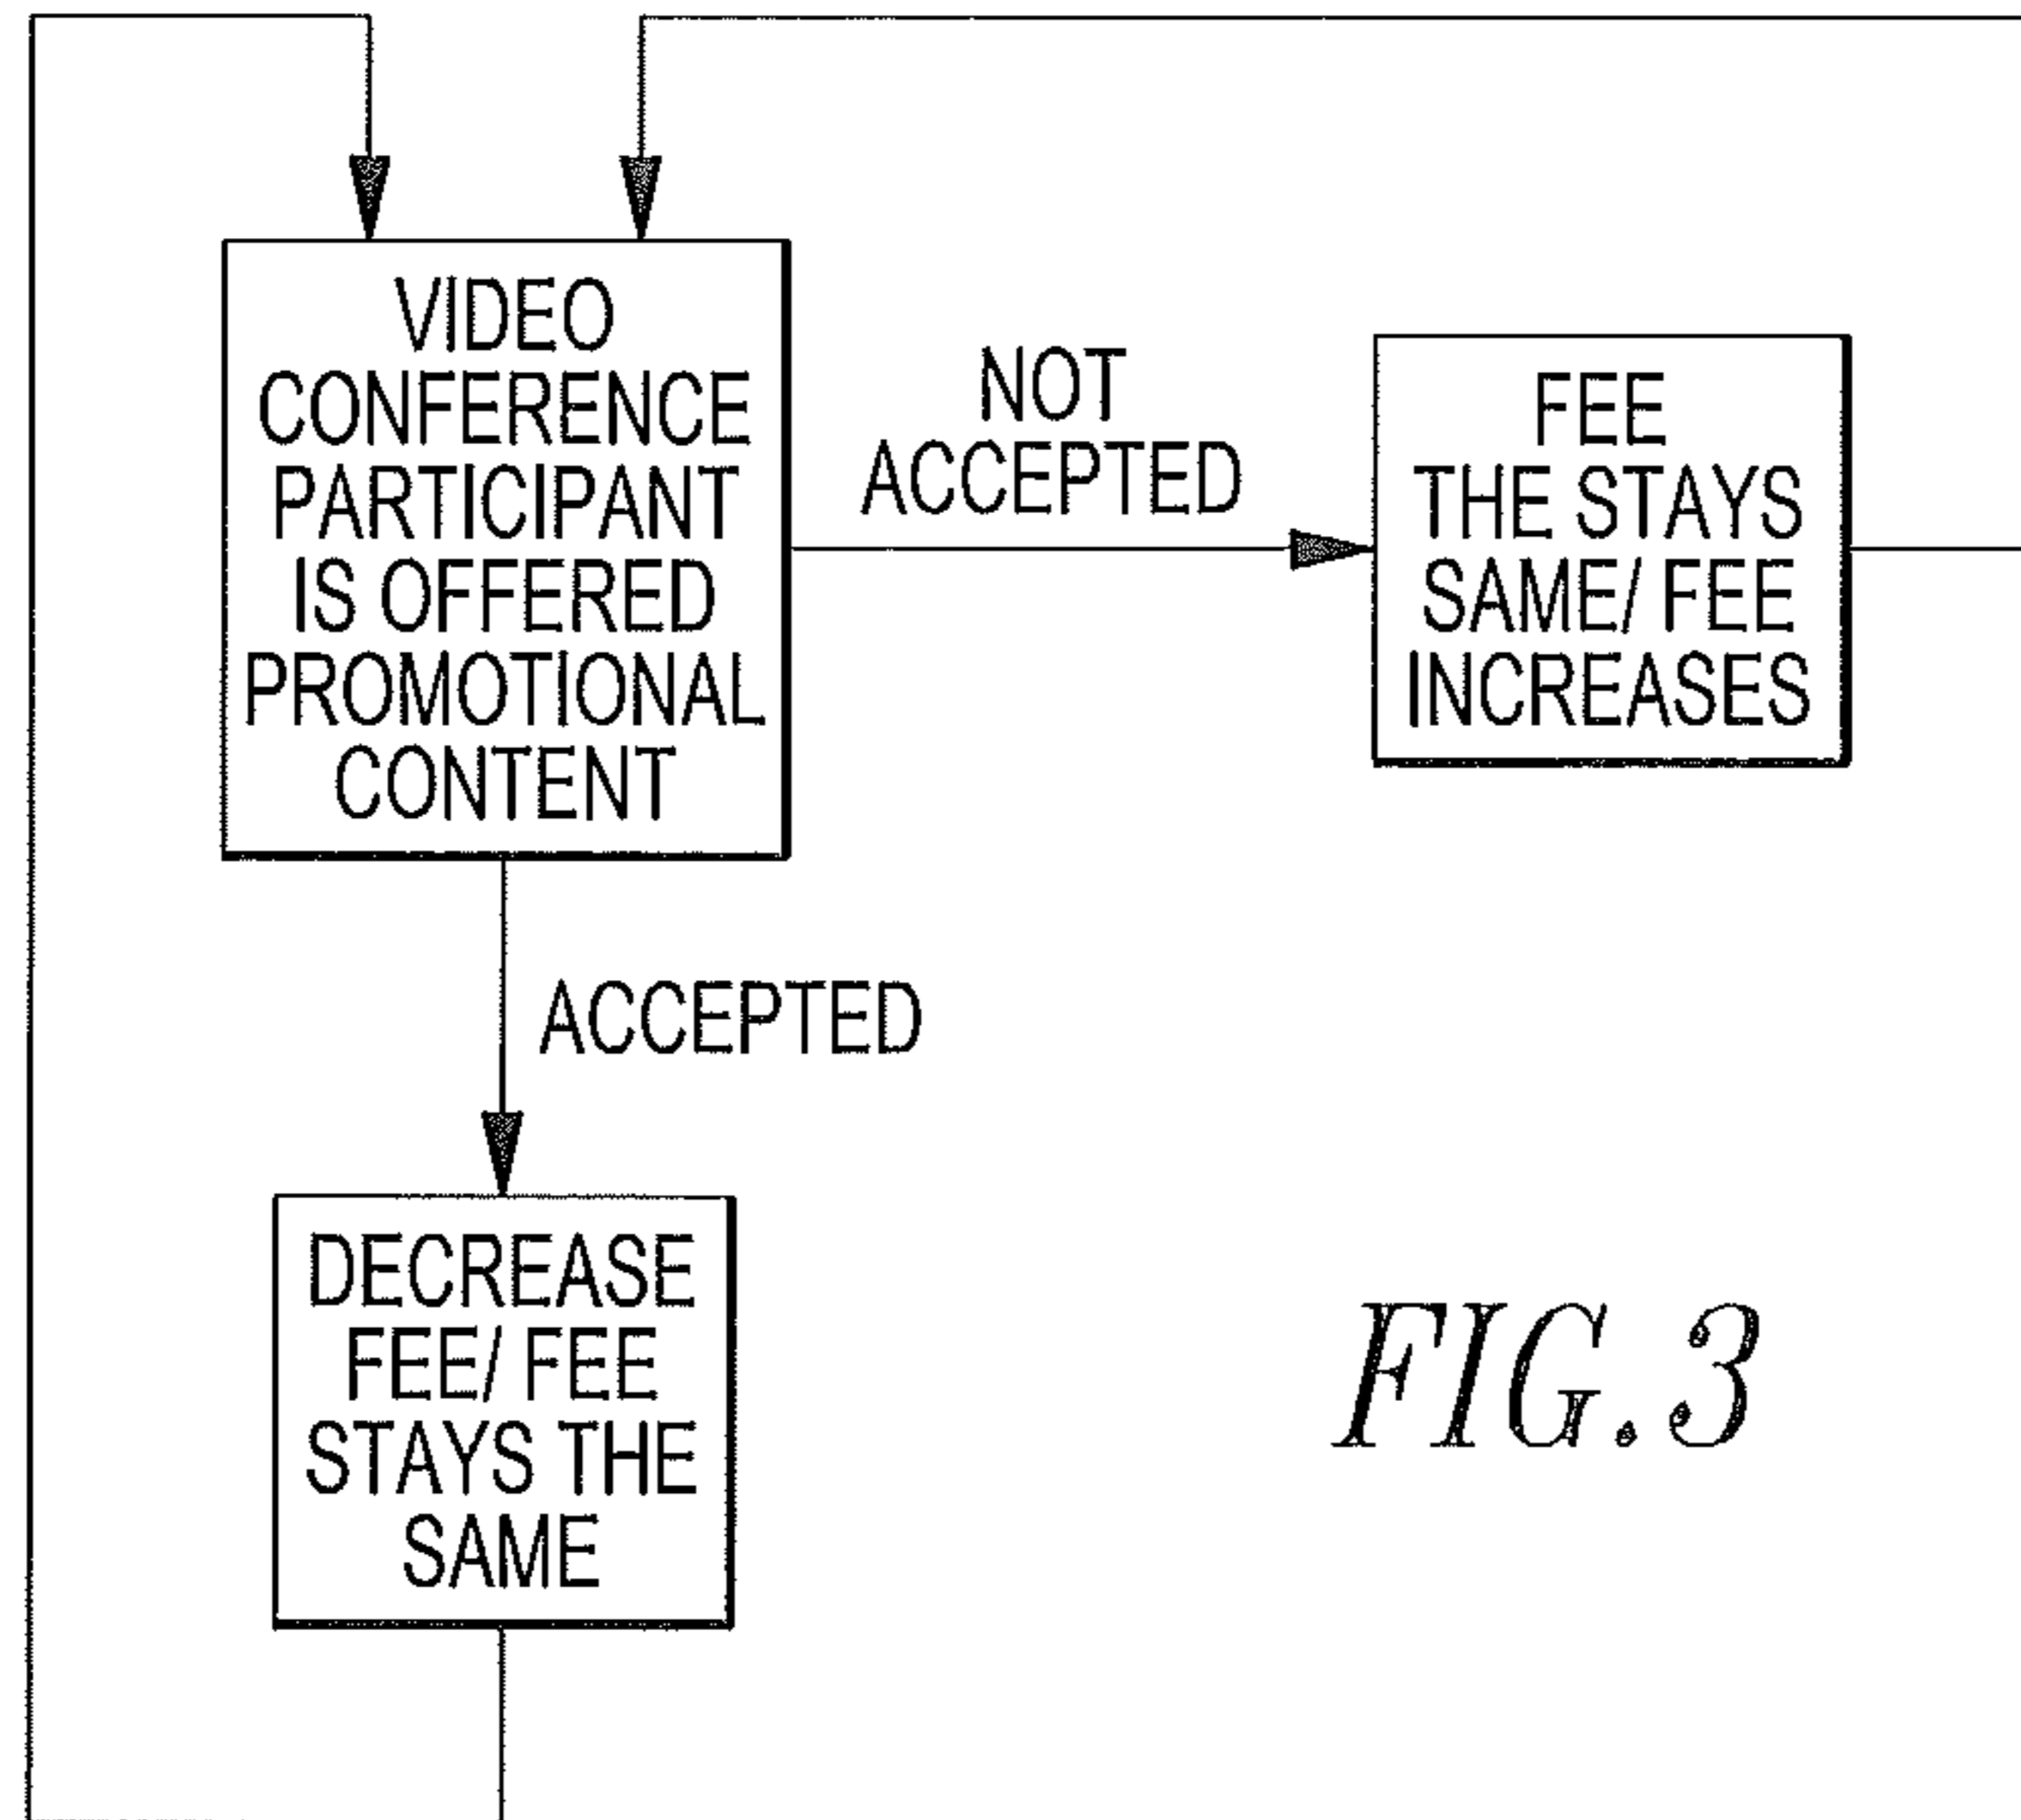 VIDEO
CONFERENCE
PARTICIPANT
IS OFFERED
PROMOTIONAL
CONTENT
NOT
ACCEPTED
FEE
THE STAYS
SAME/ FEE
INCREASES
ACCEPTED
DECREASE
FEE/ FEE
STAYS THE
SAME
FIG.3